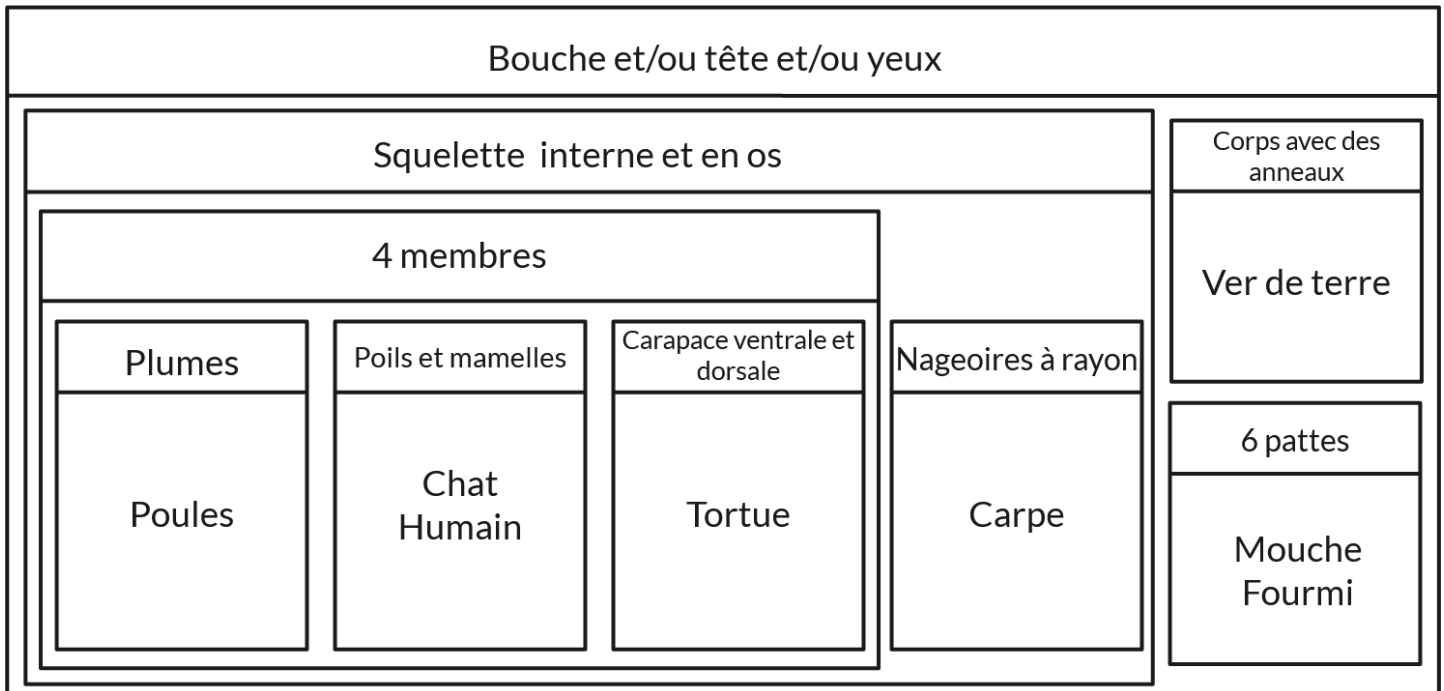 Bouche et/ou tête et/ou yeux
Squelette interne et en os
Corps avec des
anneaux
4 membres
Ver de terre
Plumes
Poils et mamelles
Carapace ventrale et
dorsale
Nageoires à rayon
6 pattes
Poules
Chat
Humain
Tortue
Carpe
Mouche
Fourmi